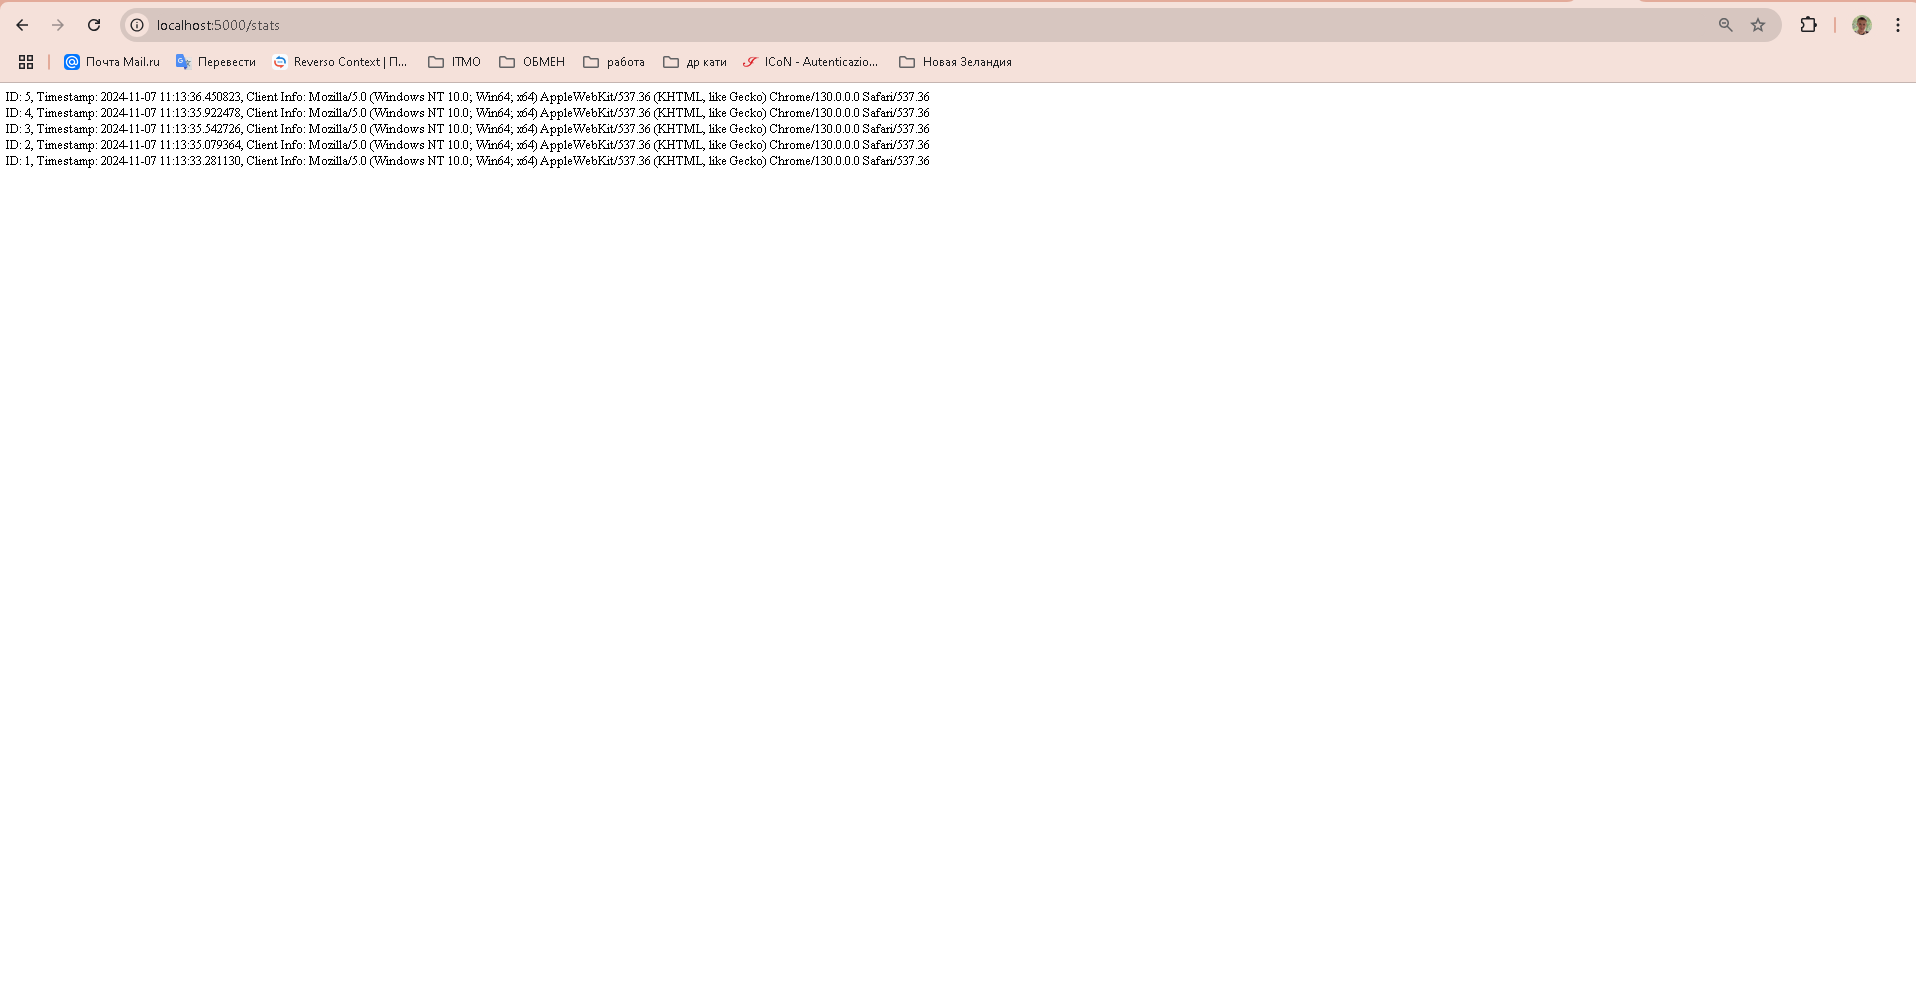 localhost:5000/stats
Почта Mail.ru Перевести Reverso Context | П... ITMO ОБМЕН работа др кати ICoN - Autenticazio... Новая Зеландия
ID: 5, Timestamp: 2024-11-07 11:13:36.450823, Client Info: Mozilla/5.0 (Windows NT 10.0; Win64; x64) AppleWebKit/537.36 (KHTML, like Gecko) Chrome/130.0.0.0 Safari/537.36
ID: 4, Timestamp: 2024-11-07 11:13:35.922478, Client Info: Mozilla/5.0 (Windows NT 10.0; Win64; x64) AppleWebKit/537.36 (KHTML, like Gecko) Chrome/130.0.0.0 Safari/537.36
ID: 3, Timestamp: 2024-11-07 11:13:35.542726, Client Info: Mozilla/5.0 (Windows NT 10.0; Win64; x64) AppleWebKit/537.36 (KHTML, like Gecko) Chrome/130.0.0.0 Safari/537.36
ID: 2, Timestamp: 2024-11-07 11:13:35.079364, Client Info: Mozilla/5.0 (Windows NT 10.0; Win64; x64) AppleWebKit/537.36 (KHTML, like Gecko) Chrome/130.0.0.0 Safari/537.36
ID: 1, Timestamp: 2024-11-07 11:13:33.281130, Client Info: Mozilla/5.0 (Windows NT 10.0; Win64; x64) AppleWebKit/537.36 (KHTML, like Gecko) Chrome/130.0.0.0 Safari/537.36